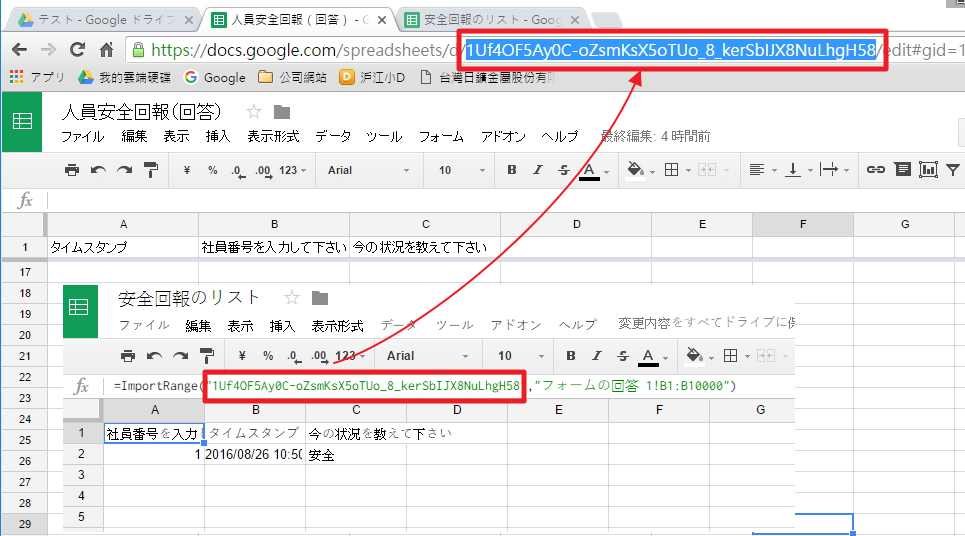 テスト - Google ドライブ
人員安全回報（回答）- G
安全回報のリスト - Goog
https://docs.google.com/spreadsheets/d/1Uf4OF5Ay0C-oZsmKsX5oTUo_8_kerSbIJX8NuLhgH58/edit#gid=1
アプリ 我的雲端硬碟 Google 公司網站 浜江小D 台灣日鑛金屬股份有限
人員安全回報(回答)
ファイル 編集 表示 挿入 表示形式 データ ツール フォーム アドオン ヘルプ 最終編集: 4 時間前
¥ % .0 .00 123 Arial 10 B I S A
fx
A B C D E F G
1 タイムスタンプ 社員番号を入力して下さい 今の状況を教えて下さい
17
18
安全回報のリスト
19
ファイル 編集 表示 挿入 表示形式 データ ツール アドオン ヘルプ 変更内容をすべてドライブに保
20
21
¥ % .0 .00 123 Arial 10 B I S A
22
fx =ImportRange("1Uf4OF5Ay0C-oZsmKsX5oTUo_8_kerSbIJX8NuLhgH58","フォームの回答 1!B1:B10000")
23
A B C D E F G
24
1 社員番号を入力し タイムスタンプ 今の状況を教えて下さい
25
2 1 2016/08/26 10:50 安全
26
3
27
4
28
5
29